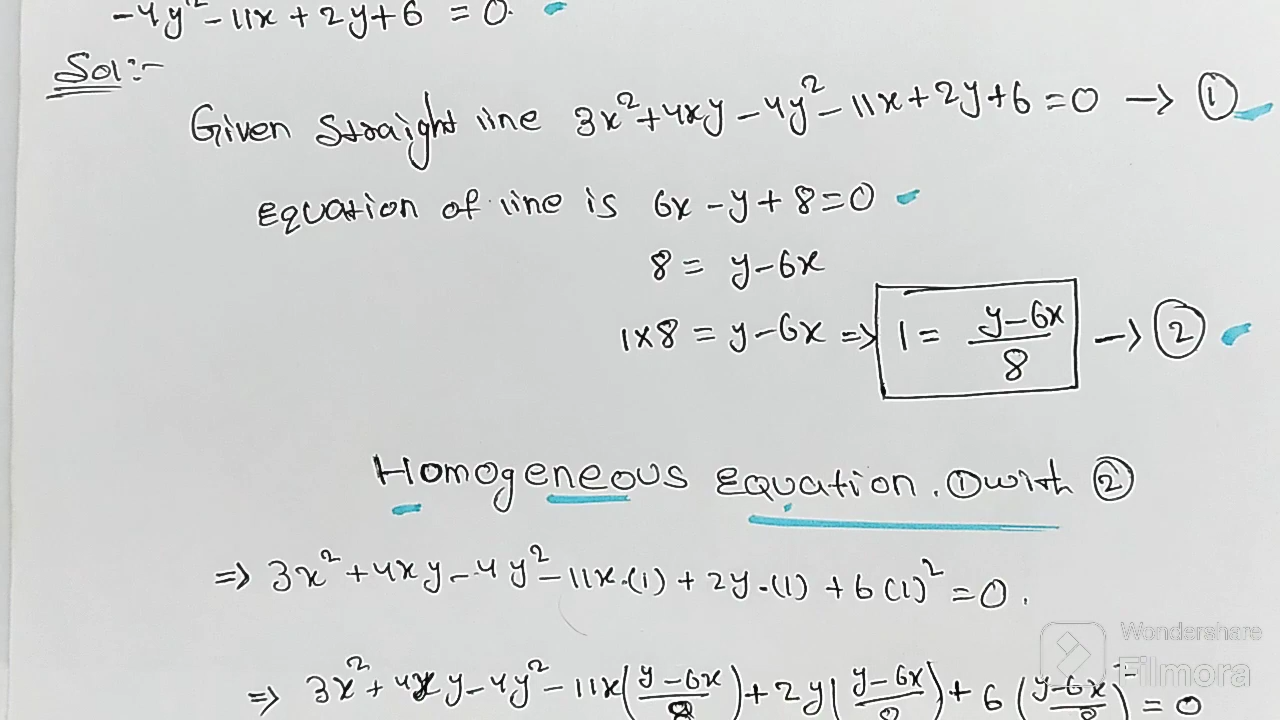 -4y² - 11x + 2y + 6 = 0.
Sol:-
Given straight line 3x² + 4xy - 4y² - 11x + 2y + 6 = 0 → ①
Equation of line is 6x - y + 8 = 0
8 = y - 6x
1 x 8 = y - 6x ⇒ 1 = (y - 6x)/8 → ②
Homogeneous Equation. ① with ②
⇒ 3x² + 4xy - 4y² - 11x.(1) + 2y.(1) + 6(1)² = 0.
⇒ 3x² + 4xy - 4y² - 11x((y - 6x)/8) + 2y((y - 6x)/8) + 6((y - 6x)/8)² = 0
Wondershare
Filmora